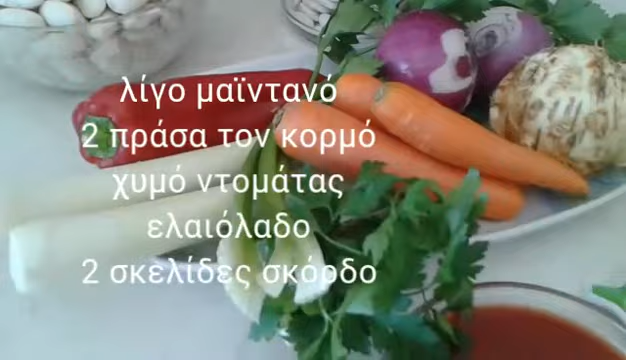 λίγο μαϊντανό
2 πράσα τον κορμό
χυμό ντομάτας
ελαιόλαδο
2 σκελίδες σκόρδο